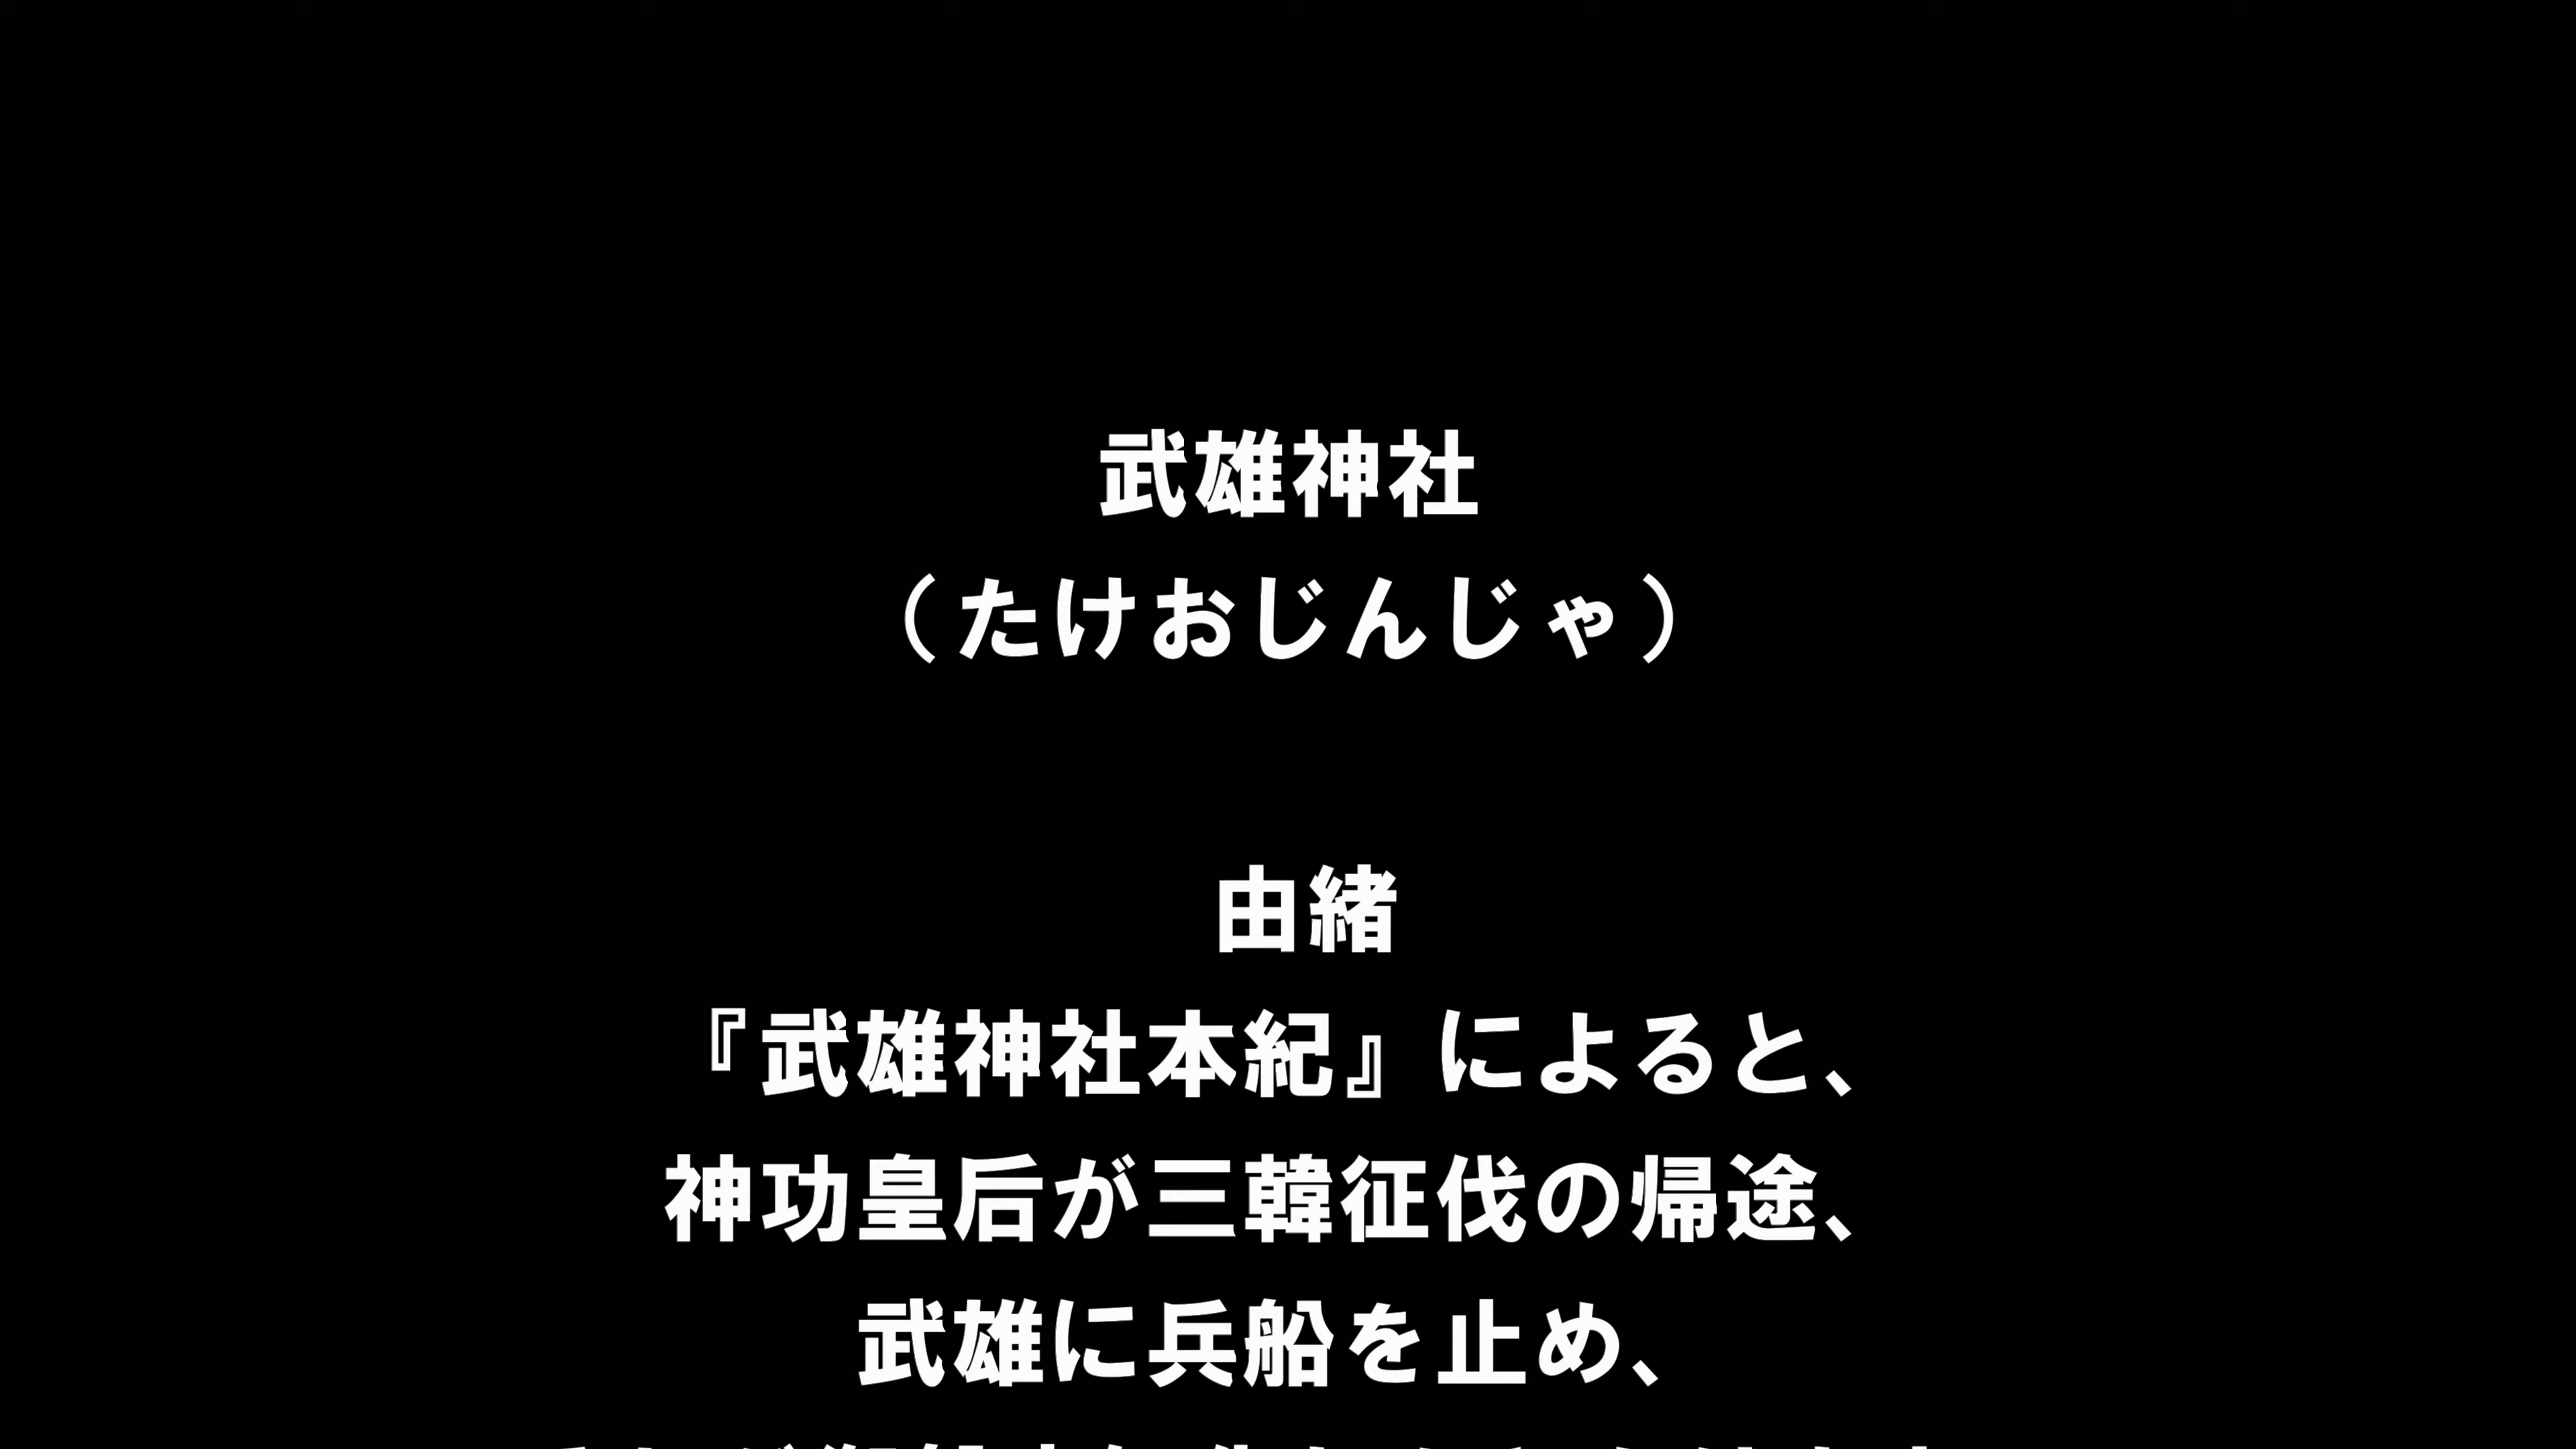 武雄神社
（たけおじんじゃ）
由緒
『武雄神社本紀』によると、
神功皇后が三韓征伐の帰途、
武雄に兵船を止め、